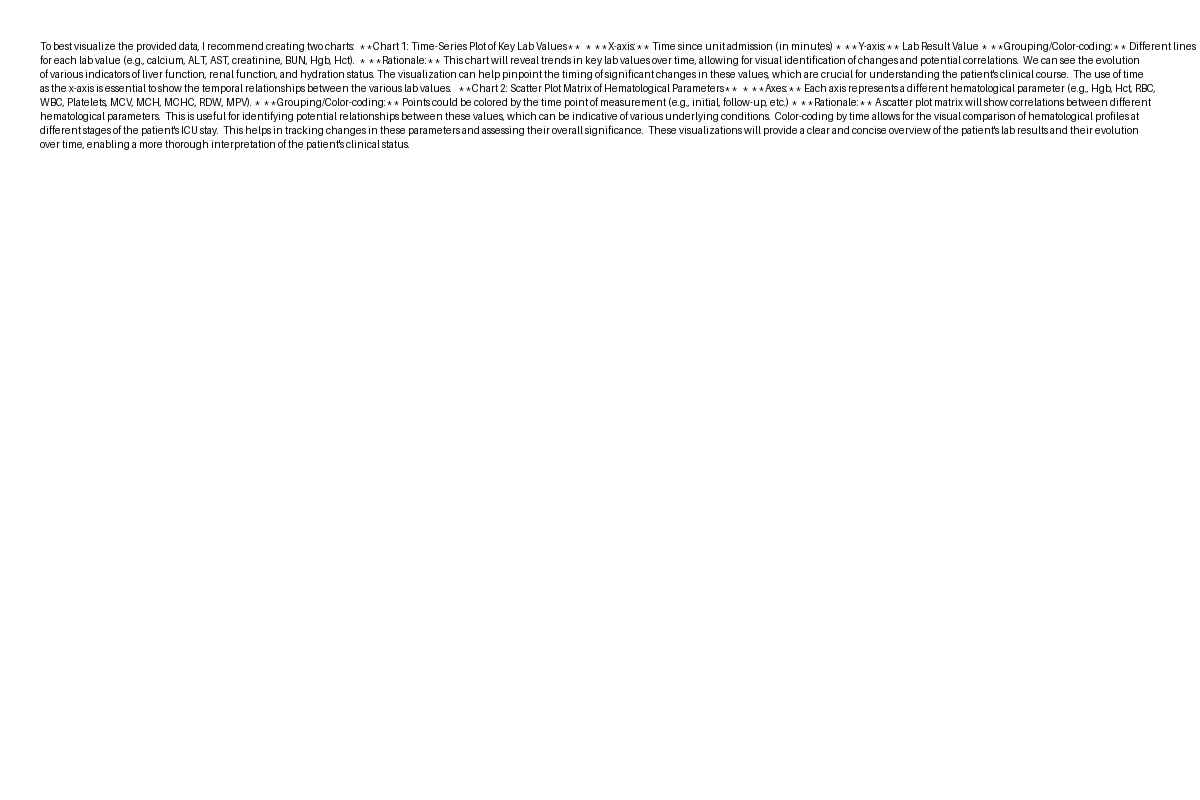 To best visualize the provided data, I recommend creating two charts: **Chart 1: Time-Series Plot of Key Lab Values** * **X-axis:** Time since unit admission (in minutes) * **Y-axis:** Lab Result Value * **Grouping/Color-coding:** Different lines
for each lab value (e.g., calcium, ALT, AST, creatinine, BUN, Hgb, Hct). * **Rationale:** This chart will reveal trends in key lab values over time, allowing for visual identification of changes and potential correlations. We can see the evolution
of various indicators of liver function, renal function, and hydration status. The visualization can help pinpoint the timing of significant changes in these values, which are crucial for understanding the patient's clinical course. The use of time
as the x-axis is essential to show the temporal relationships between the various lab values. **Chart 2: Scatter Plot Matrix of Hematological Parameters** * **Axes:** Each axis represents a different hematological parameter (e.g., Hgb, Hct, RBC,
WBC, Platelets, MCV, MCH, MCHC, RDW, MPV). * **Grouping/Color-coding:** Points could be colored by the time point of measurement (e.g., initial, follow-up, etc.) * **Rationale:** A scatter plot matrix will show correlations between different
hematological parameters. This is useful for identifying potential relationships between these values, which can be indicative of various underlying conditions. Color-coding by time allows for the visual comparison of hematological profiles at
different stages of the patient's ICU stay. This helps in tracking changes in these parameters and assessing their overall significance. These visualizations will provide a clear and concise overview of the patient's lab results and their evolution
over time, enabling a more thorough interpretation of the patient's clinical status.